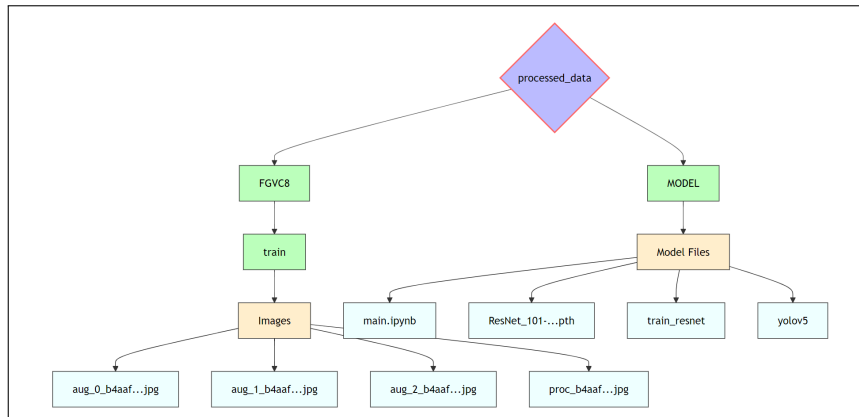 processed_data
FGVC8
MODEL
train
Model Files
Images
main.ipynb
ResNet_101-...pth
train_resnet
yolov5
aug_0_b4aaf...jpg
aug_1_b4aaf...jpg
aug_2_b4aaf...jpg
proc_b4aaf...jpg